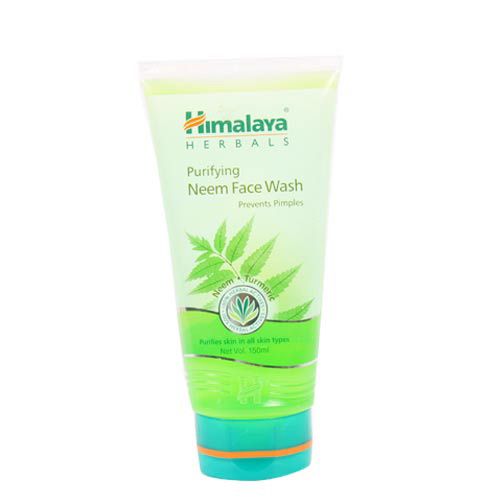 Himalaya®
HERBALS
Purifying
Neem Face Wash
Prevents Pimples
Neem • Turmeric
Purifies skin in all skin types
Net Vol. 150ml